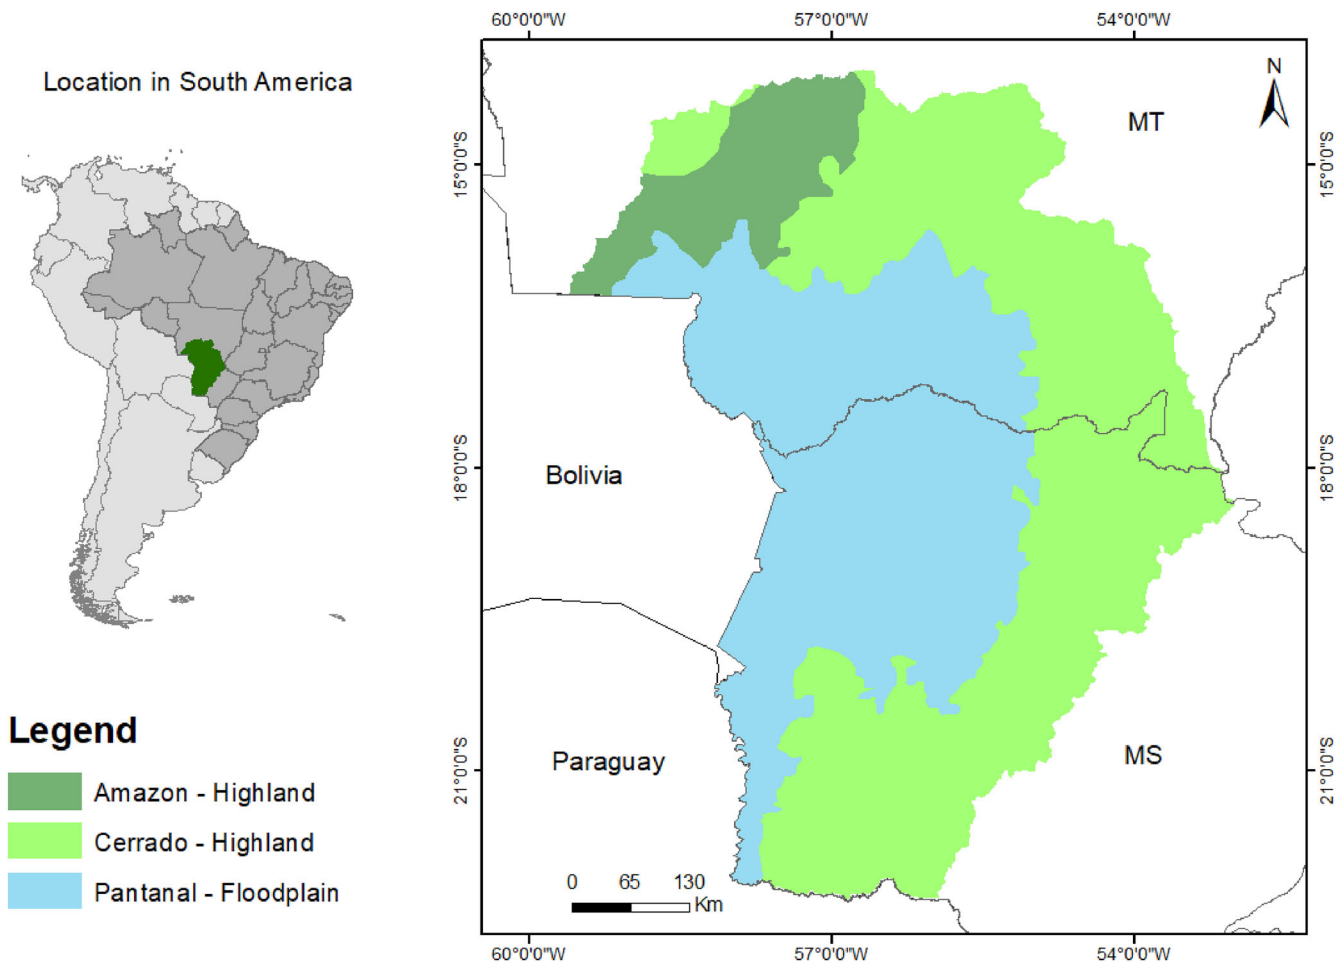 Location in South America
Legend
Amazon - Highland
Cerrado - Highland
Pantanal - Floodplain
60°0'0"W
57°0'0"W
54°0'0"W
N
MT
15°0'0"S
15°0'0"S
Bolivia
18°0'0"S
18°0'0"S
Paraguay
MS
21°0'0"S
21°0'0"S
0 65 130
Km
60°0'0"W
57°0'0"W
54°0'0"W